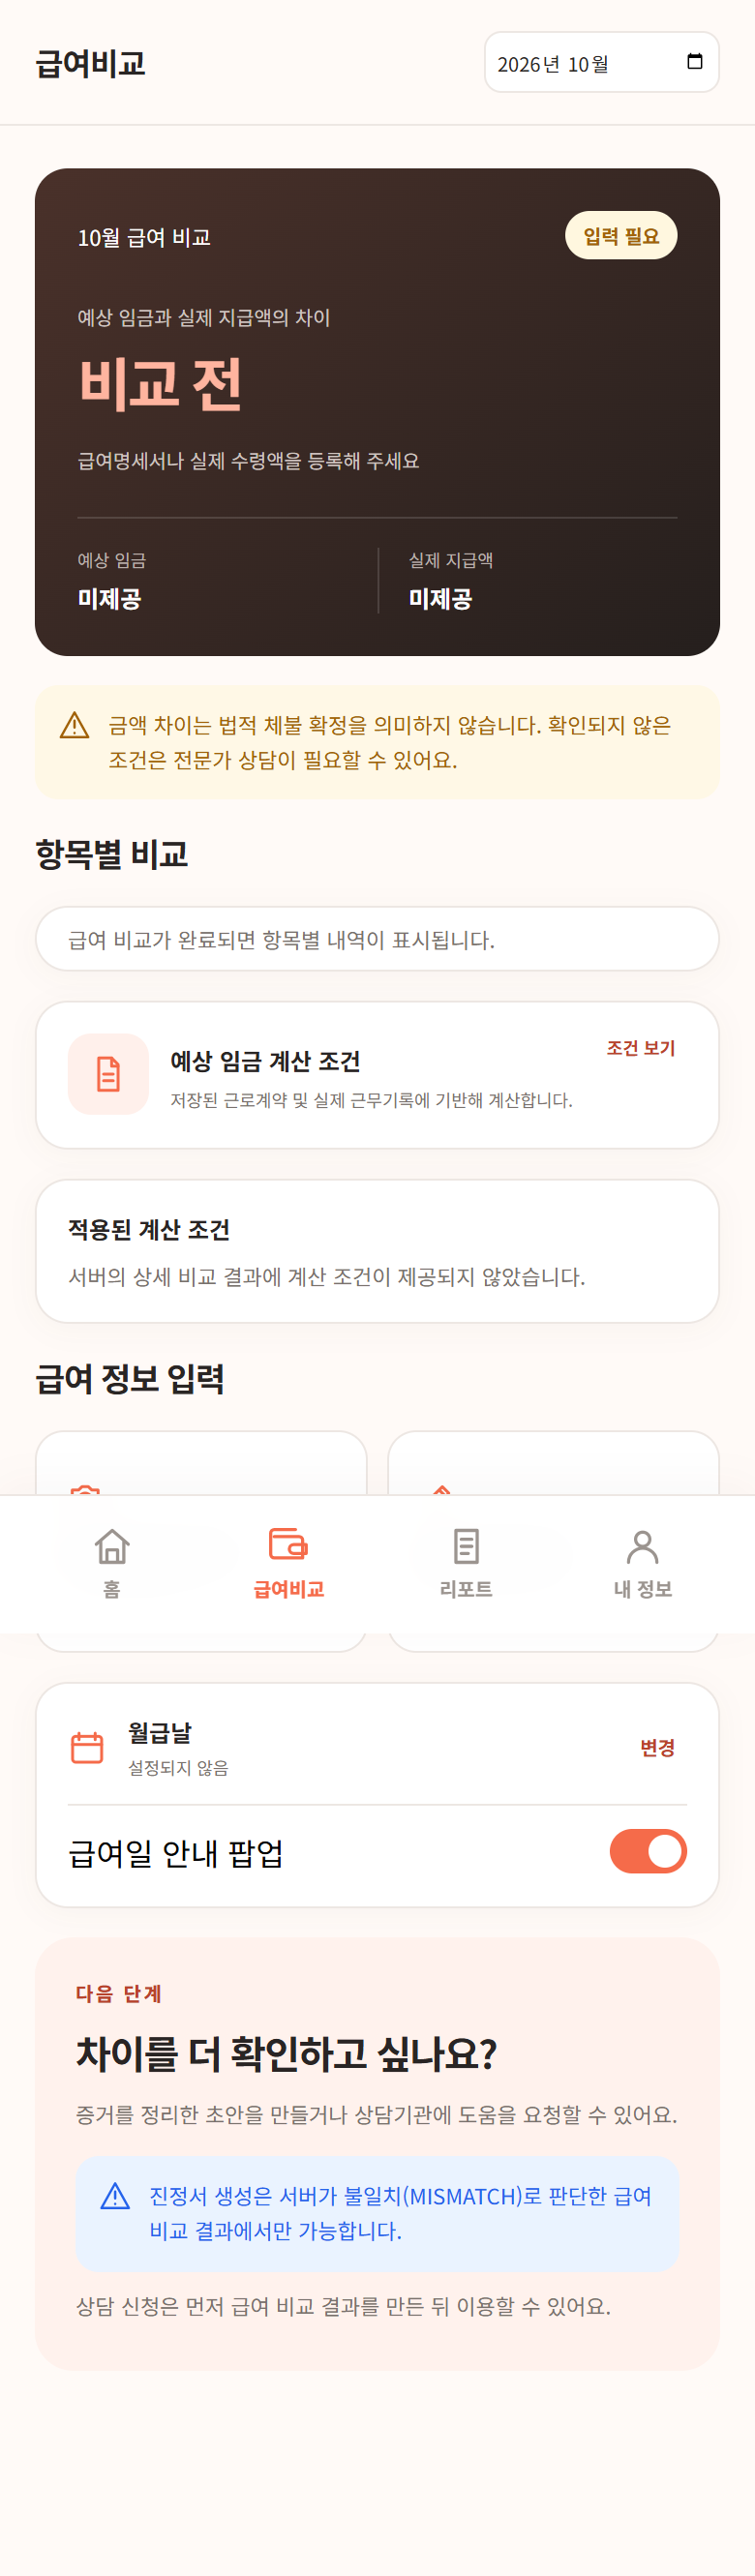 급여비교
2026년 10월
10월 급여 비교
입력 필요
예상 임금과 실제 지급액의 차이
비교 전
급여명세서나 실제 수령액을 등록해 주세요
예상 임금
미제공
실제 지급액
미제공
금액 차이는 법적 체불 확정을 의미하지 않습니다. 확인되지 않은
조건은 전문가 상담이 필요할 수 있어요.
항목별 비교
급여 비교가 완료되면 항목별 내역이 표시됩니다.
예상 임금 계산 조건
조건 보기
저장된 근로계약 및 실제 근무기록에 기반해 계산합니다.
적용된 계산 조건
서버의 상세 비교 결과에 계산 조건이 제공되지 않았습니다.
급여 정보 입력
홈
급여비교
리포트
내 정보
월급날
설정되지 않음
변경
급여일 안내 팝업
다음 단계
차이를 더 확인하고 싶나요?
증거를 정리한 초안을 만들거나 상담기관에 도움을 요청할 수 있어요.
진정서 생성은 서버가 불일치(MISMATCH)로 판단한 급여
비교 결과에서만 가능합니다.
상담 신청은 먼저 급여 비교 결과를 만든 뒤 이용할 수 있어요.